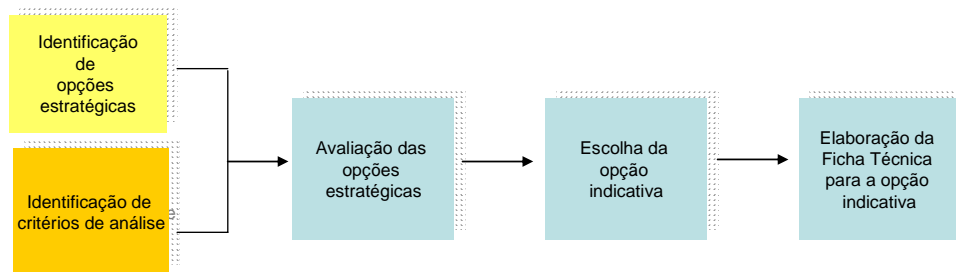 Identificação
de
opções
estratégicas
Identificação de
critérios de análise
Avaliação das
opções
estratégicas
Escolha da
opção
indicativa
Elaboração da
Ficha Técnica
para a opção
indicativa